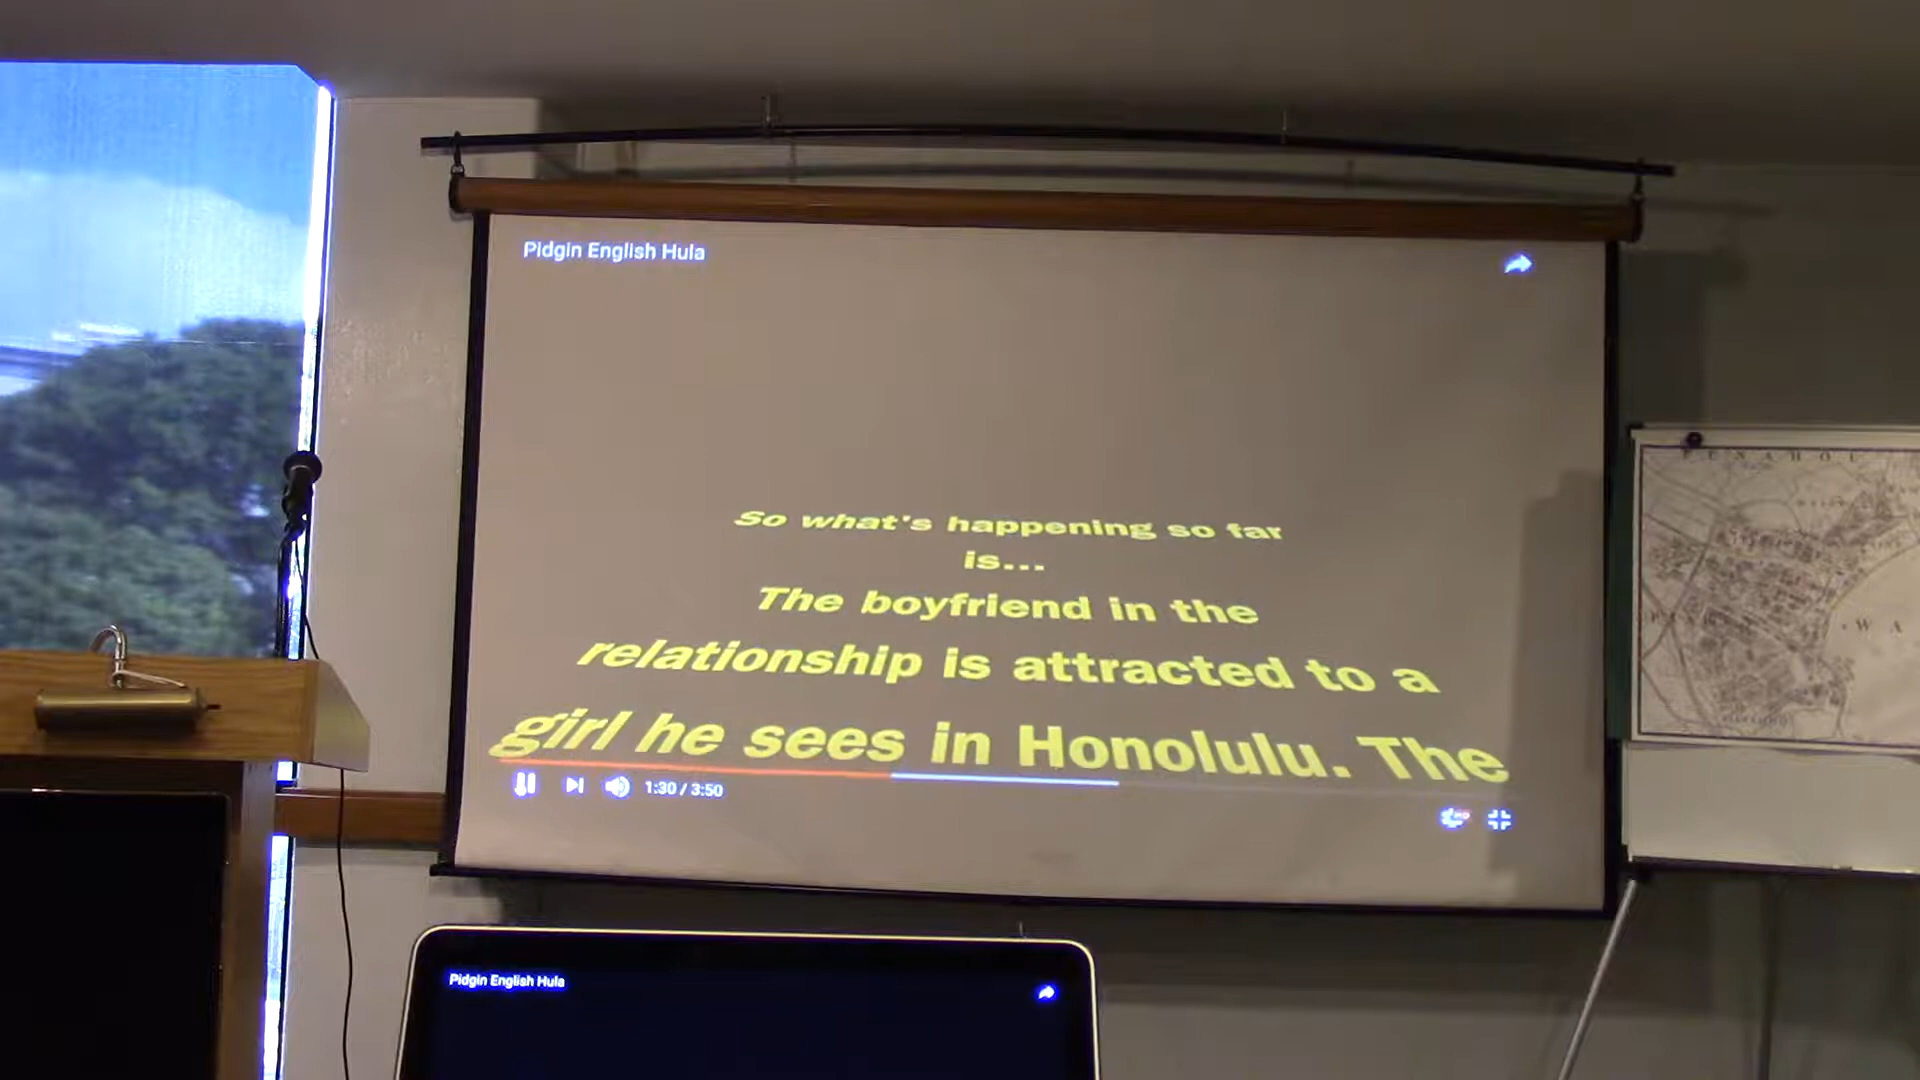 Pidgin English Hula
So what's happening so far
is...
The boyfriend in the
relationship is attracted to a
girl he sees in Honolulu. The
1:30 / 3:50
Pidgin English Hula